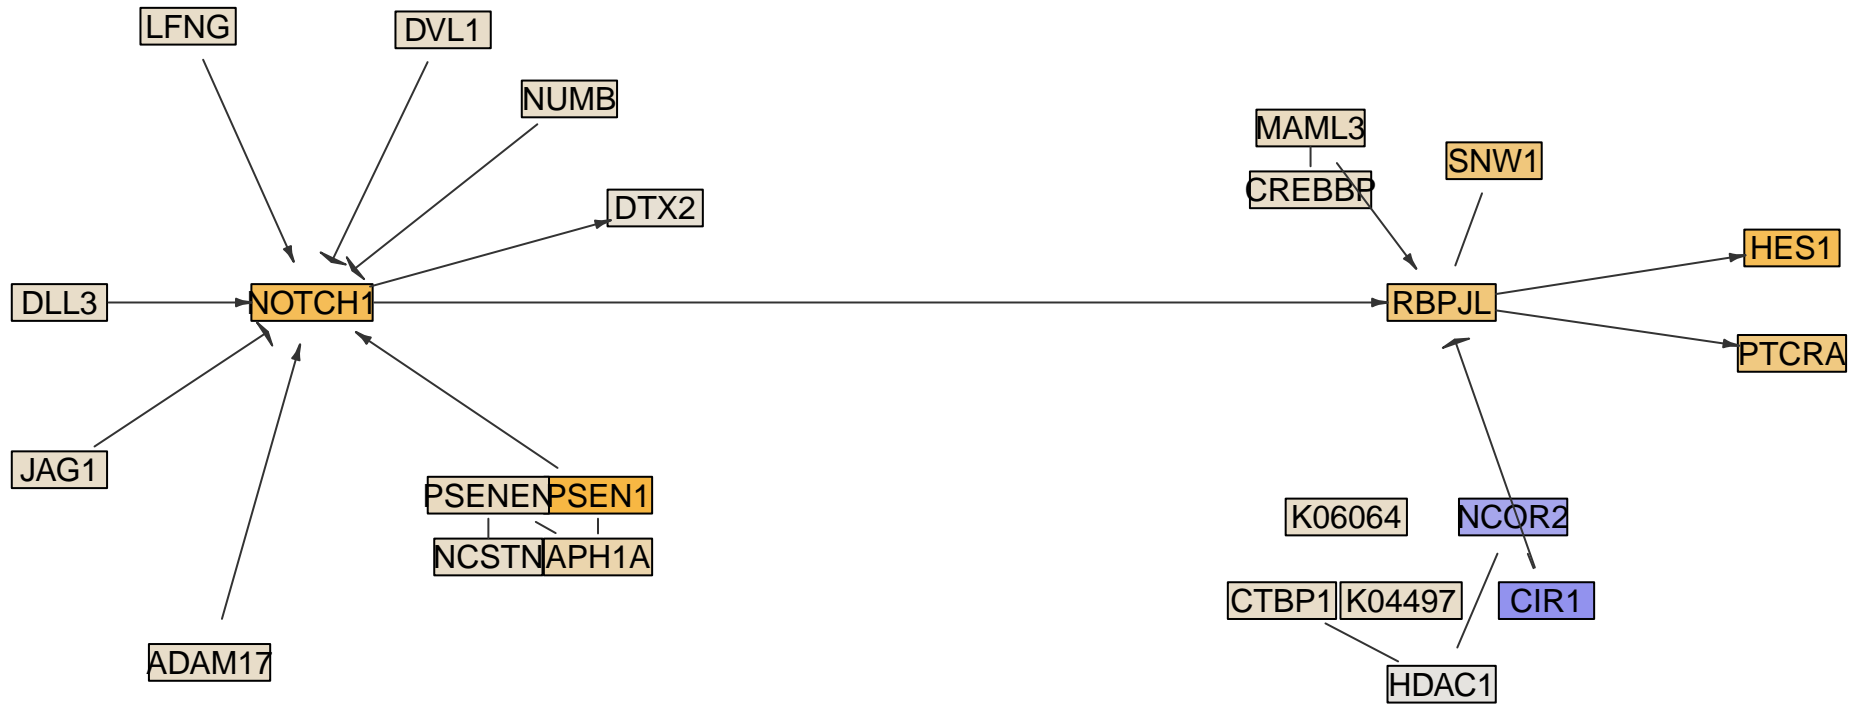 LFNG
DVL1
NUMB
MAML3
SNW1
CREBBP
DTX2
HES1
DLL3
NOTCH1
RBPJL
PTCRA
JAG1
PSENEN
PSEN1
K06064
NCOR2
NCSTN
APH1A
CTBP1
K04497
CIR1
ADAM17
HDAC1